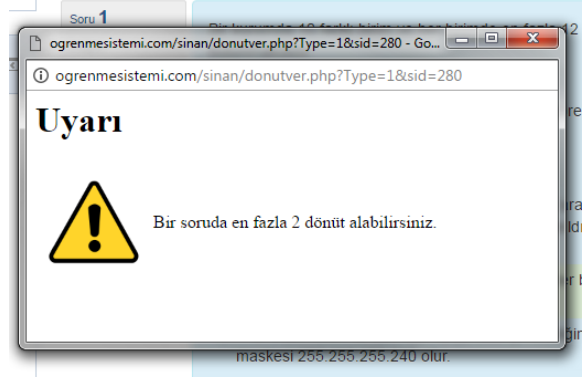 Soru 1
ogrenmesistemi.com/sinan/donutver.php?Type=1&sid=280 - Go...
ogrenmesistemi.com/sinan/donutver.php?Type=1&sid=280
Uyarı
Bir soruda en fazla 2 dönüt alabilirsiniz.
maskesi 255.255.255.240 olur.